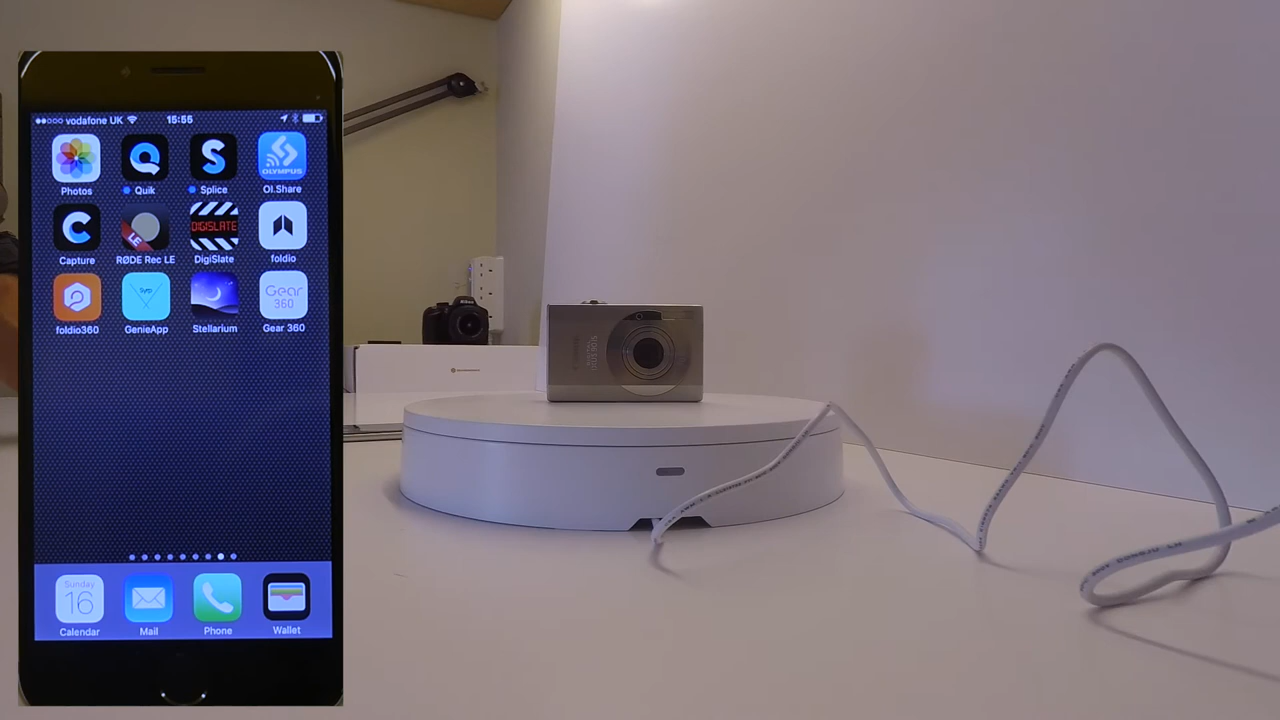 vodafone UK
15:55
OLYMPUS
Photos
Quik
Splice
OI.Share
DIGISLATE
LE
Capture
RØDE Rec LE
DigiSlate
foldio
Gear
360
foldio360
GenieApp
Stellarium
Gear 360
Sunday
16
Calendar
Mail
Phone
Wallet
Nikon